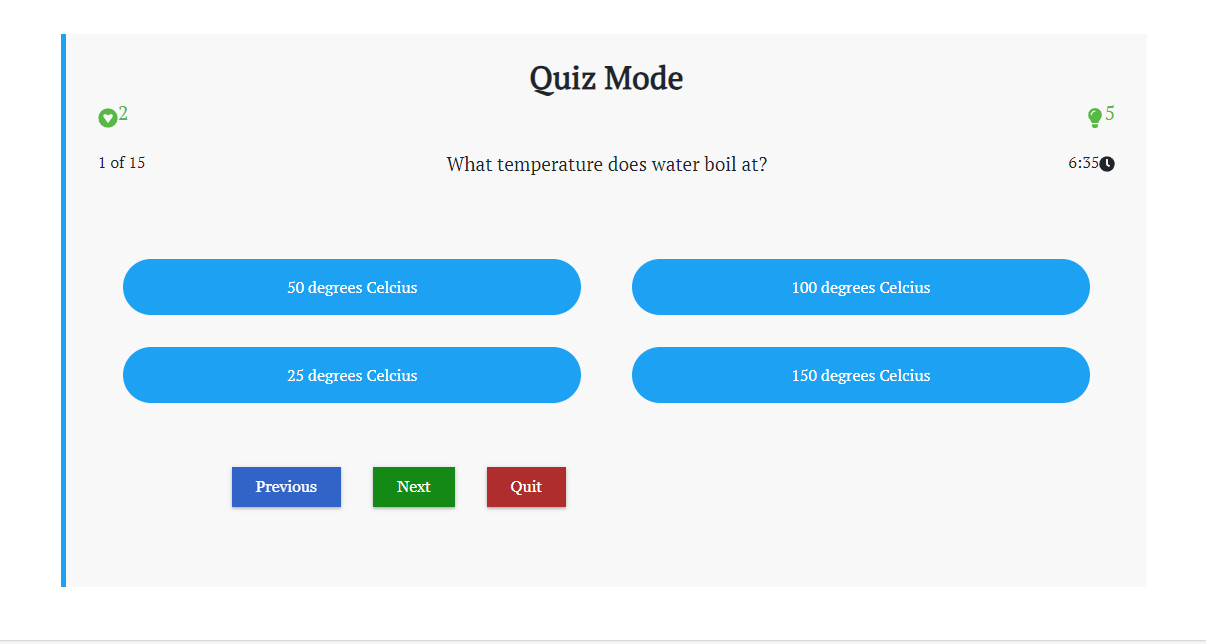 Quiz Mode
2
5
1 of 15
What temperature does water boil at?
6:35
50 degrees Celcius
100 degrees Celcius
25 degrees Celcius
150 degrees Celcius
Previous
Next
Quit